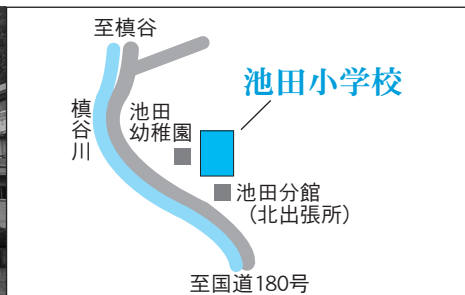 至槙谷
池田小学校
槙谷川
池田
幼稚園
池田分館
（北出張所）
至国道180号